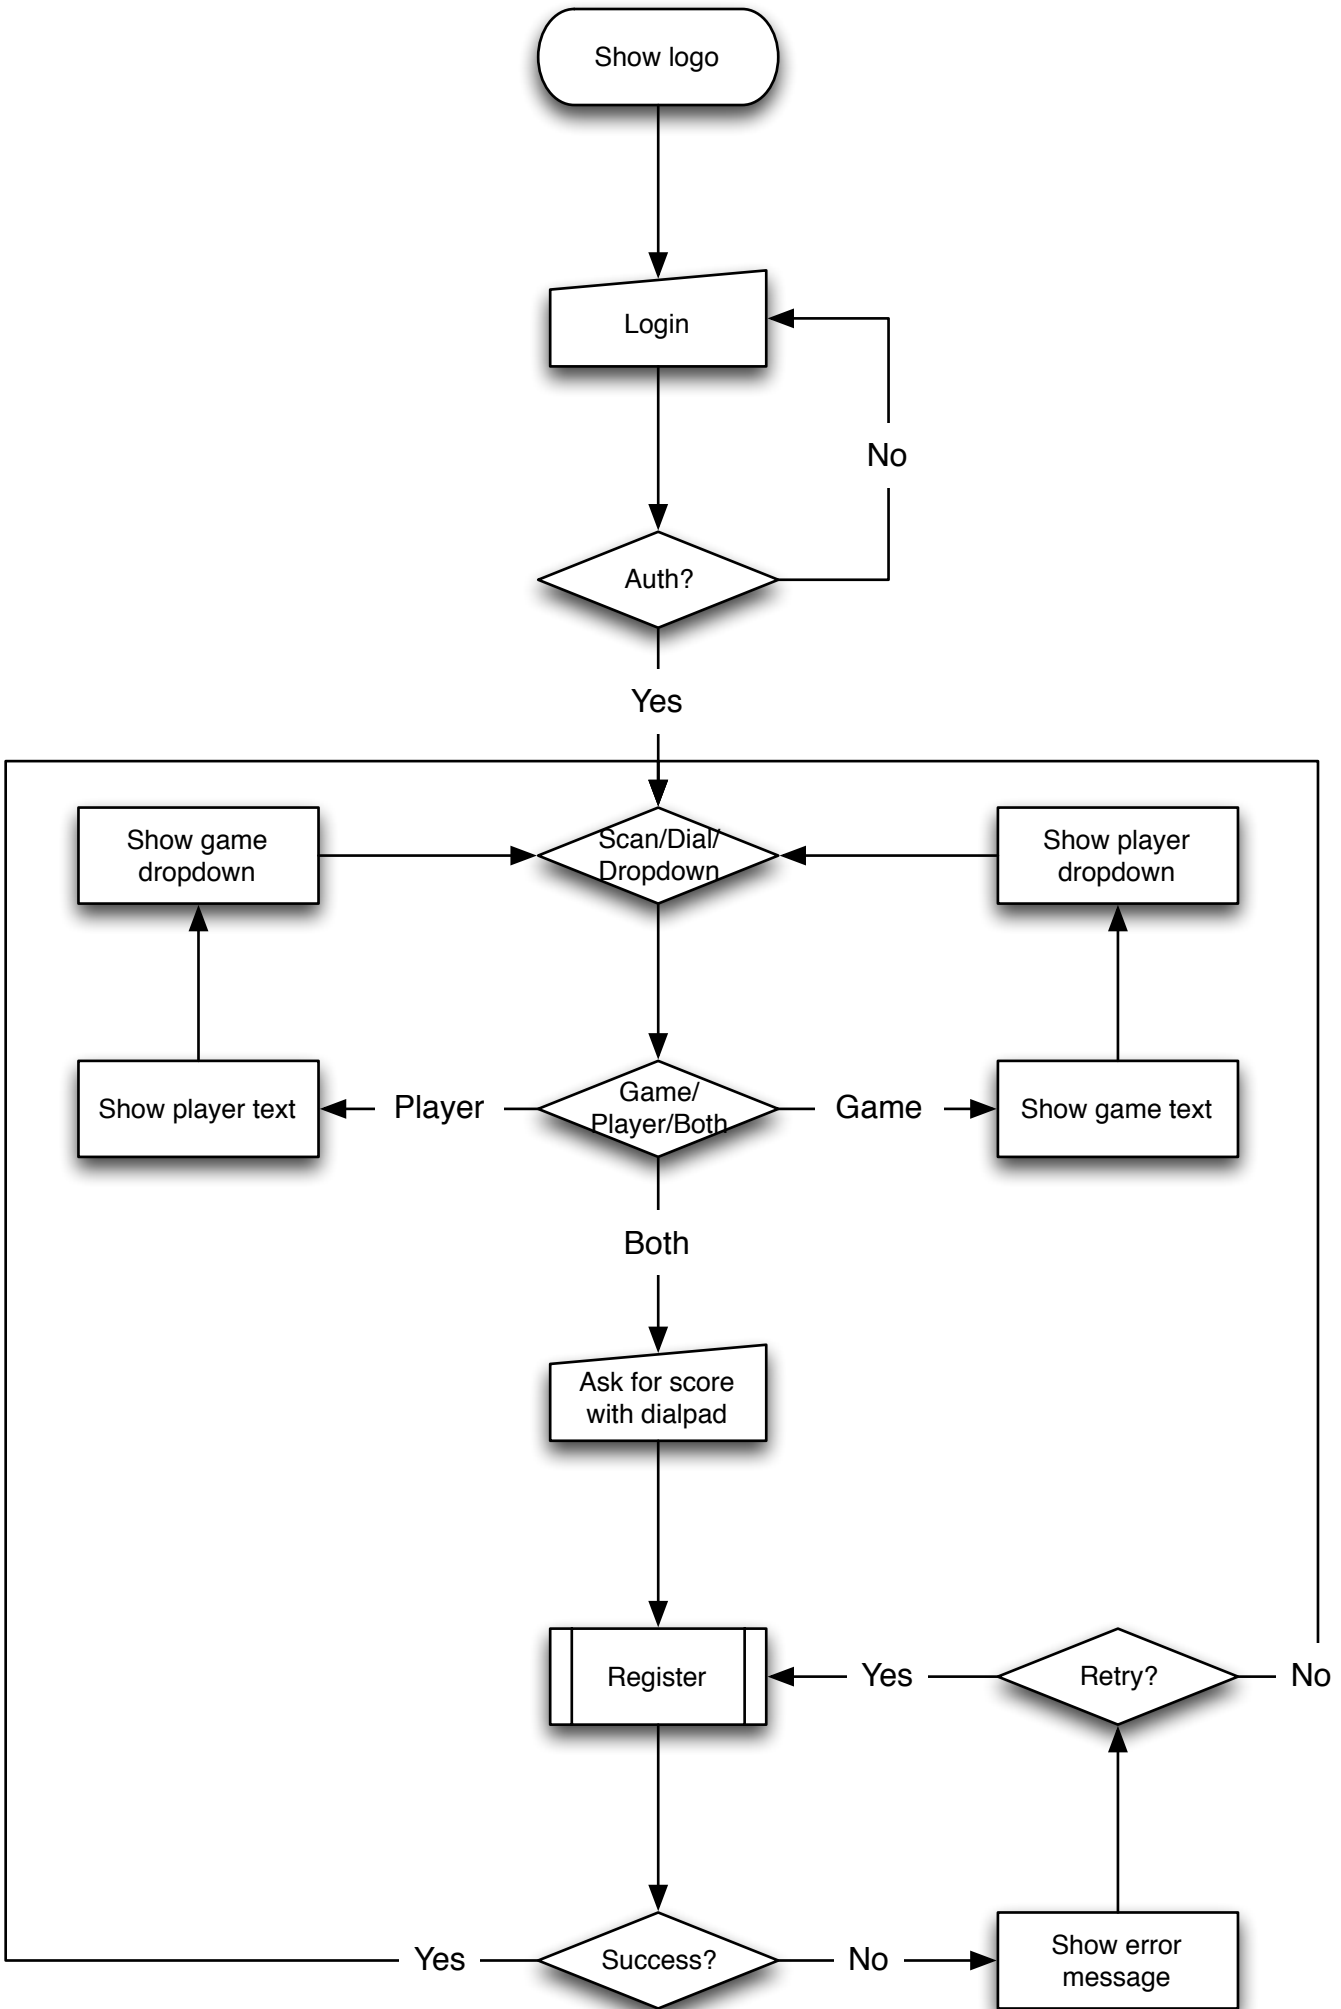 Show logo
Login
No
Auth?
Yes
Show game
dropdown
Scan/Dial/
Dropdown
Show player
dropdown
Show player text
Player
Game/
Player/Both
Game
Show game text
Both
Ask for score
with dialpad
Register
Yes
Retry?
No
Yes
Success?
No
Show error
message